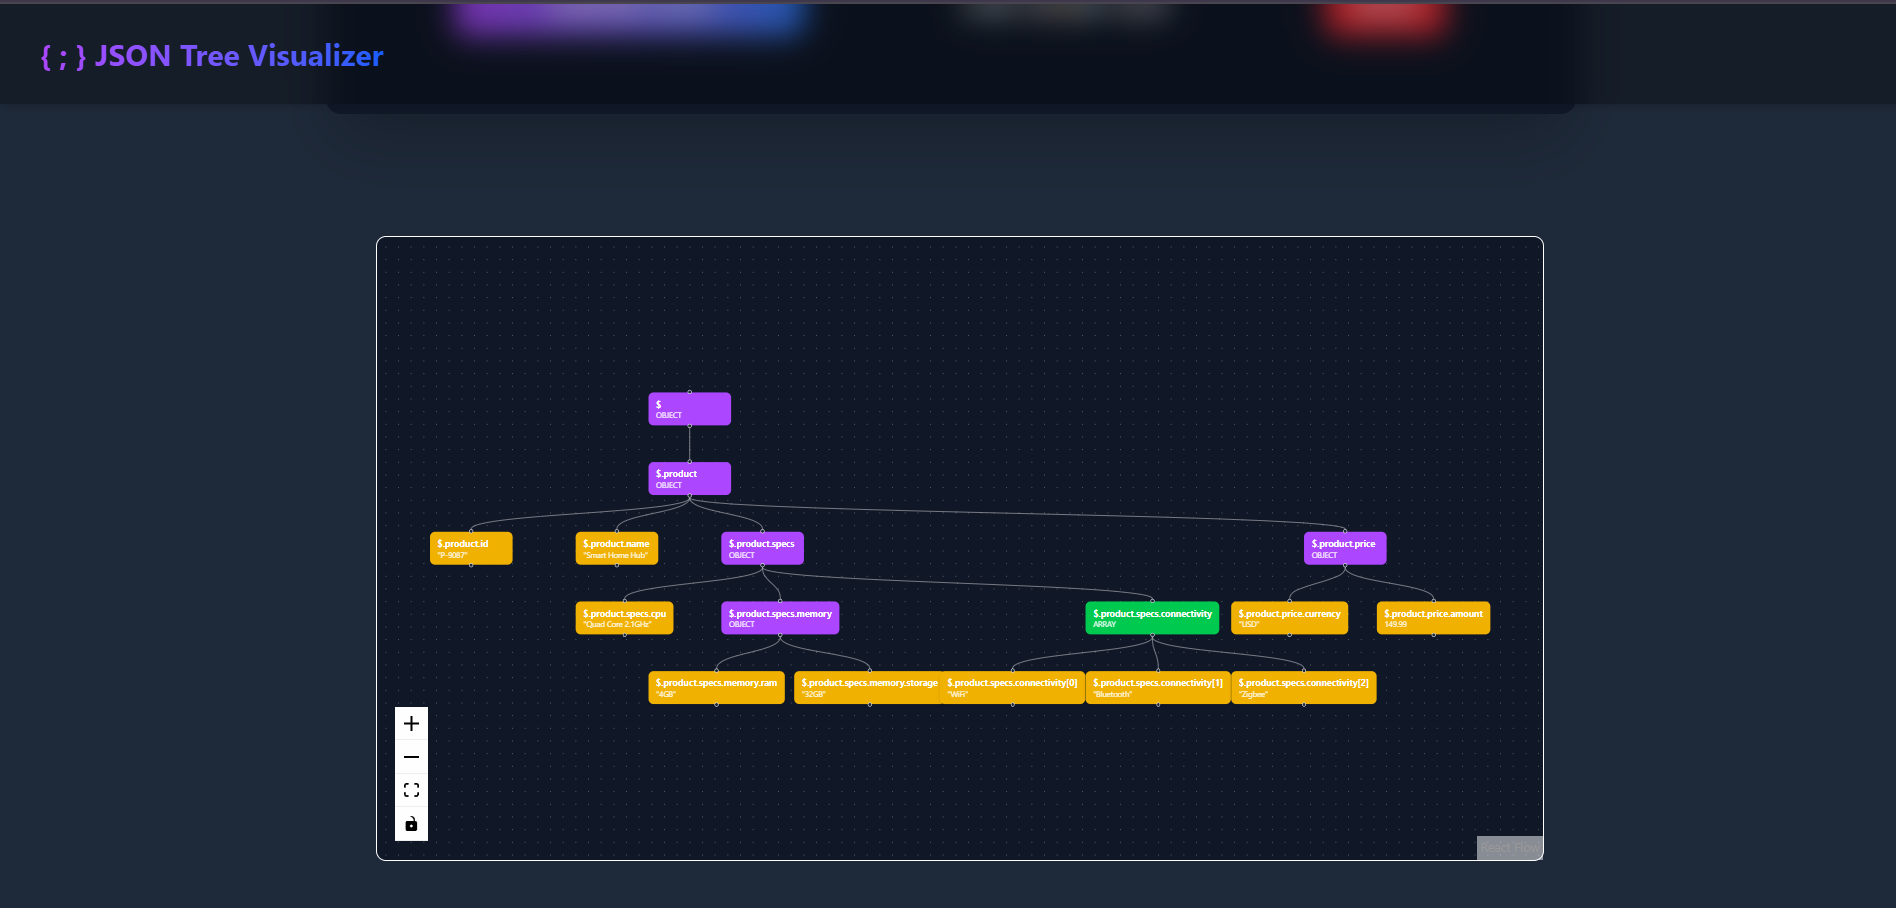 { ; } JSON Tree Visualizer
$
OBJECT
$.product
OBJECT
$.product.id
"P-9087"
$.product.name
"Smart Home Hub"
$.product.specs
OBJECT
$.product.price
OBJECT
$.product.specs.cpu
"Quad Core 2.1GHz"
$.product.specs.memory
OBJECT
$.product.specs.connectivity
ARRAY
$.product.price.currency
"USD"
$.product.price.amount
149.99
$.product.specs.memory.ram
"4GB"
$.product.specs.memory.storage
"32GB"
$.product.specs.connectivity[0]
"WiFi"
$.product.specs.connectivity[1]
"Bluetooth"
$.product.specs.connectivity[2]
"Zigbee"
React Flow